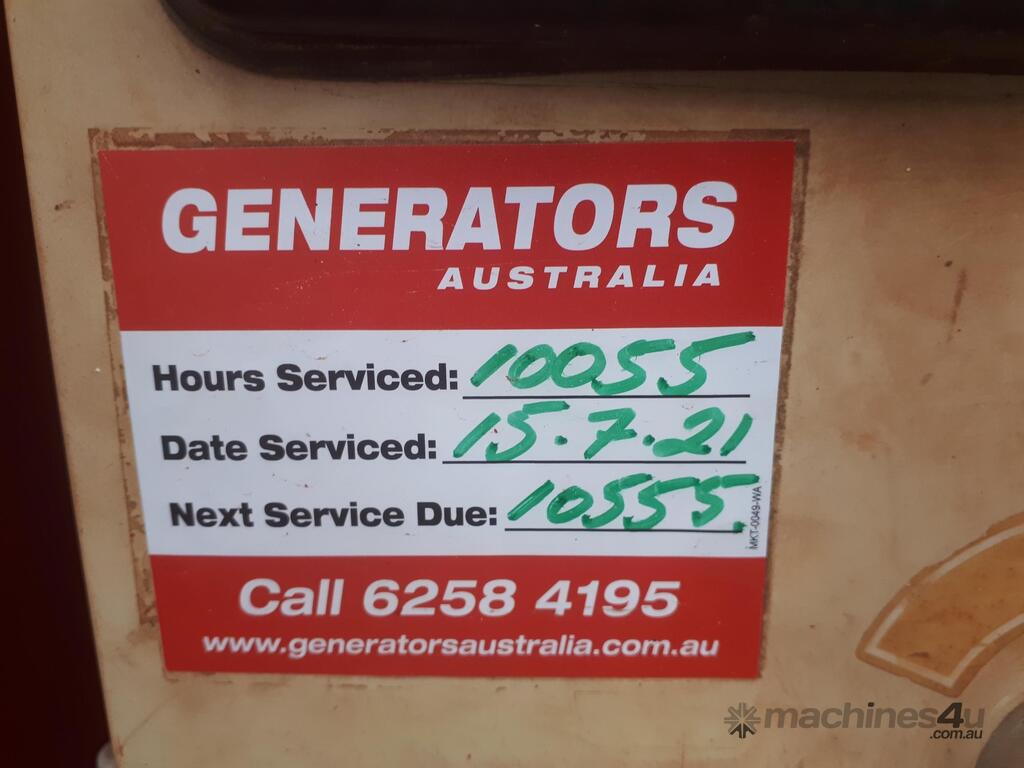 GENERATORS
AUSTRALIA
Hours Serviced: 10055
Date Serviced: 15.7.21
Next Service Due: 10555
MKT-0049-WA
Call 6258 4195
www.generatorsaustralia.com.au
machines4u
.com.au